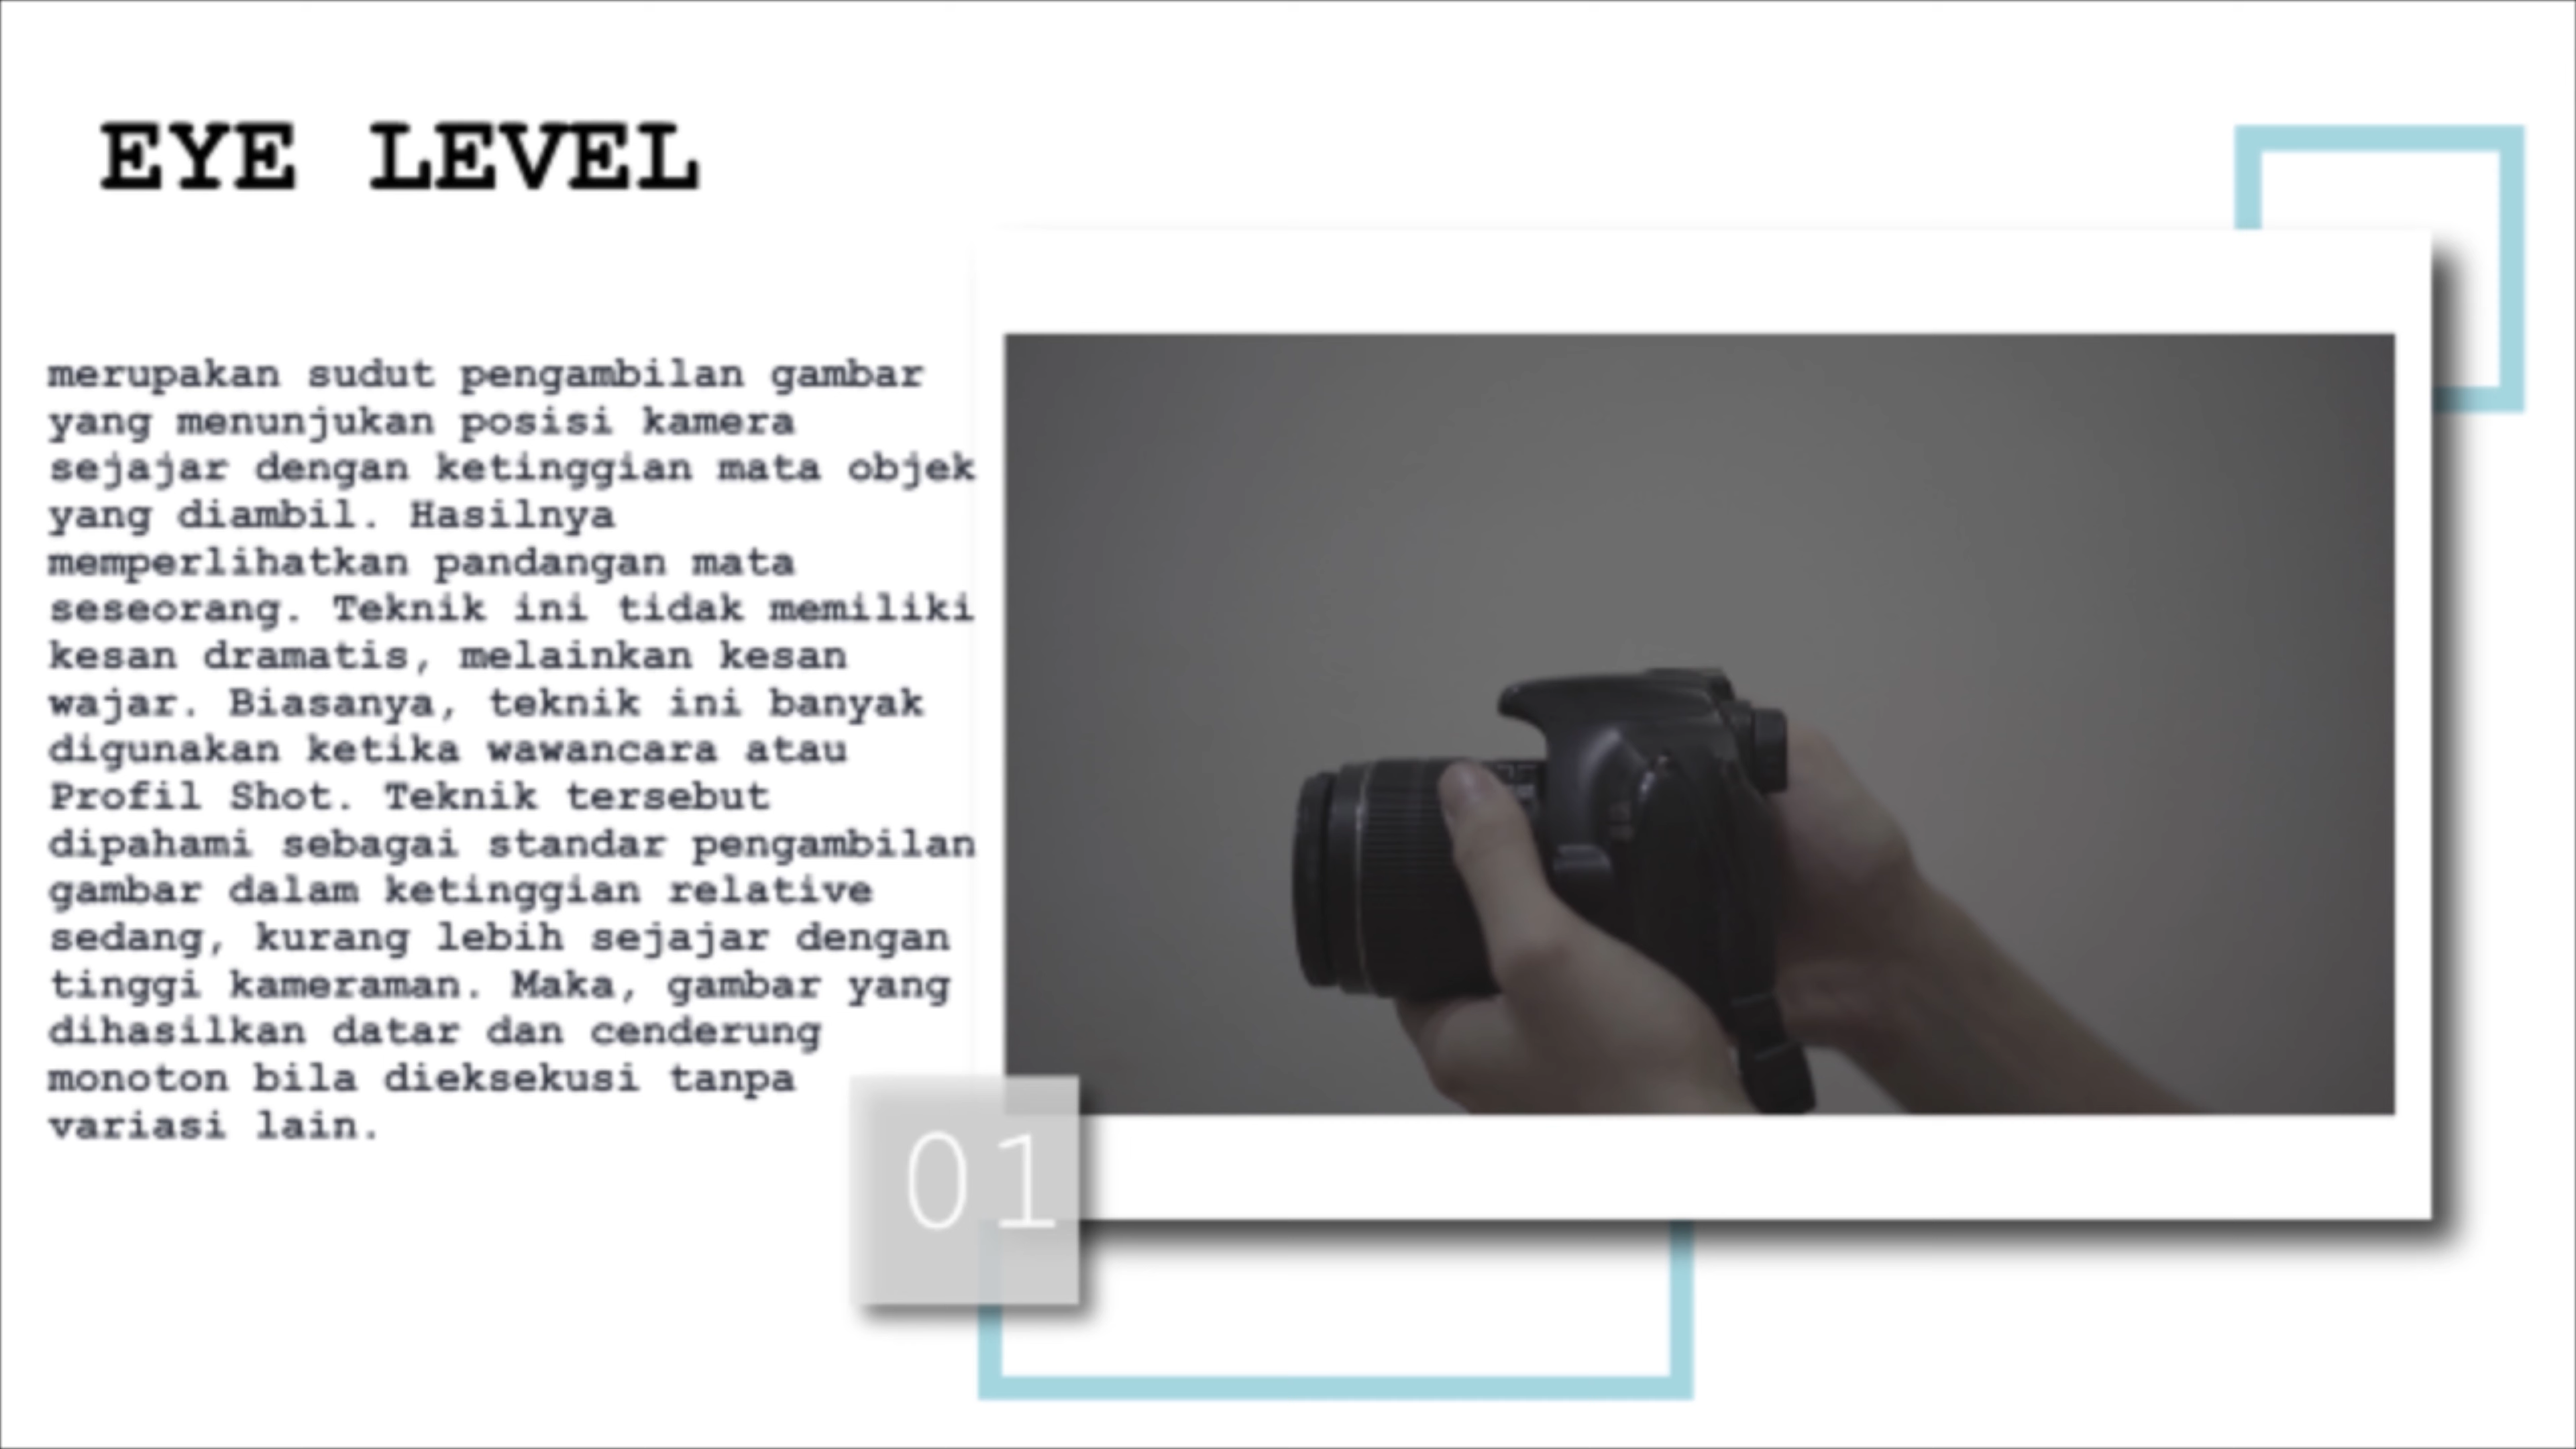 EYE LEVEL
merupakan sudut pengambilan gambar
yang menunjukan posisi kamera
sejajar dengan ketinggian mata objek
yang diambil. Hasilnya
memperlihatkan pandangan mata
seseorang. Teknik ini tidak memiliki
kesan dramatis, melainkan kesan
wajar. Biasanya, teknik ini banyak
digunakan ketika wawancara atau
Profil Shot. Teknik tersebut
dipahami sebagai standar pengambilan
gambar dalam ketinggian relative
sedang, kurang lebih sejajar dengan
tinggi kameraman. Maka, gambar yang
dihasilkan datar dan cenderung
monoton bila dieksekusi tanpa
variasi lain.
01